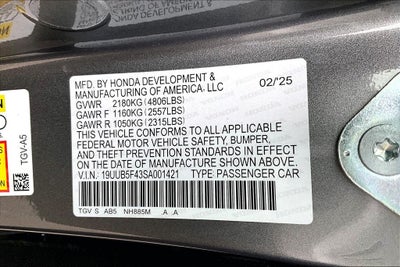 MFD. BY HONDA DEVELOPMENT &
MANUFACTURING OF AMERICA, LLC 02/'25
GVWR 2180KG (4806LBS)
GAWR F 1160KG (2557LBS)
GAWR R 1050KG (2315LBS)
THIS VEHICLE CONFORMS TO ALL APPLICABLE
FEDERAL MOTOR VEHICLE SAFETY, BUMPER,
AND THEFT PREVENTION STANDARDS IN
EFFECT ON THE DATE OF MANUFACTURE
SHOWN ABOVE.
V.I.N.: 19UUB5F43SA001421 TYPE: PASSENGER CAR
TGV S AB5 NH885M .A .A
TGV-A5